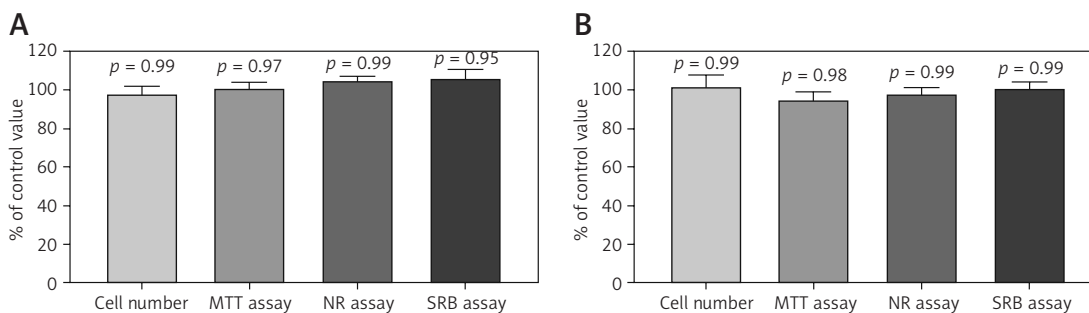 A
% of control value
120
100
80
60
40
20
0
p = 0.99
p = 0.97
p = 0.99
p = 0.95
Cell number
MTT assay
NR assay
SRB assay
B
% of control value
120
100
80
60
40
20
0
p = 0.99
p = 0.98
p = 0.99
p = 0.99
Cell number
MTT assay
NR assay
SRB assay